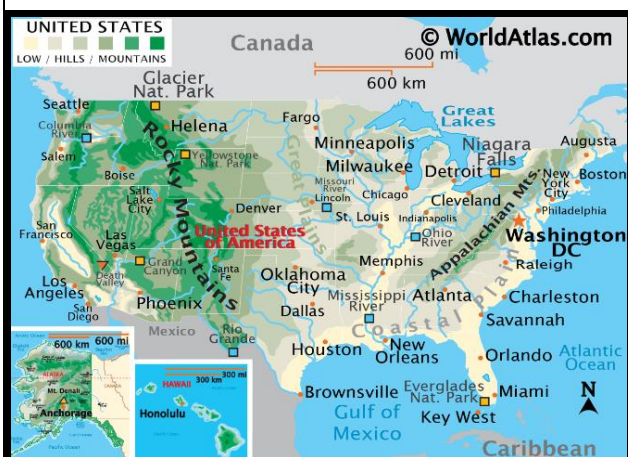 UNITED STATES
LOW / HILLS / MOUNTAINS
Canada
© WorldAtlas.com
600 mi
600 km
Glacier
Nat. Park
Seattle
Columbia
River
Helena
Fargo
Great
Lakes
Salem
Rocky Mountains
Yellowstone
Nat. Park
Great Plains
Minneapolis
Milwaukee
Niagara
Falls
Augusta
Boise
Missouri
River
Chicago
Detroit
New
York
City
Boston
Salt
Lake
City
Lincoln
Cleveland
Appalachian Mts.
Philadelphia
Denver
Indianapolis
San
Francisco
United States
of America
St. Louis
Ohio
River
Washington
DC
Las
Vegas
Grand
Canyon
Santa
Fe
Memphis
Raleigh
Death
Valley
Oklahoma
City
Los
Angeles
Phoenix
Mississippi
River
Atlanta
Coastal Plain
Charleston
San
Diego
Dallas
Savannah
Mexico
Rio
Grande
Houston
New
Orleans
Orlando
Atlantic
Ocean
600 km
600 mi
ALASKA
Mt. Denali
Anchorage
HAWAII
300 mi
300 km
Honolulu
Brownsville
Everglades
Nat. Park
Miami
N
Gulf of
Mexico
Key West
Caribbean